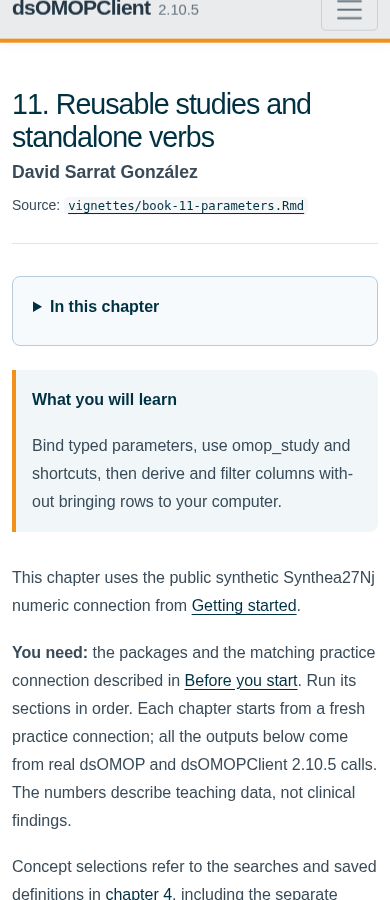 dsOMOPClient 2.10.5
11. Reusable studies and
standalone verbs
David Sarrat González
Source: vignettes/book-11-parameters.Rmd
▶ In this chapter
What you will learn
Bind typed parameters, use omop_study and
shortcuts, then derive and filter columns with-
out bringing rows to your computer.
This chapter uses the public synthetic Synthea27Nj
numeric connection from Getting started.
You need: the packages and the matching practice
connection described in Before you start. Run its
sections in order. Each chapter starts from a fresh
practice connection; all the outputs below come
from real dsOMOP and dsOMOPClient 2.10.5 calls.
The numbers describe teaching data, not clinical
findings.
Concept selections refer to the searches and saved
definitions in chapter 4, including the separate